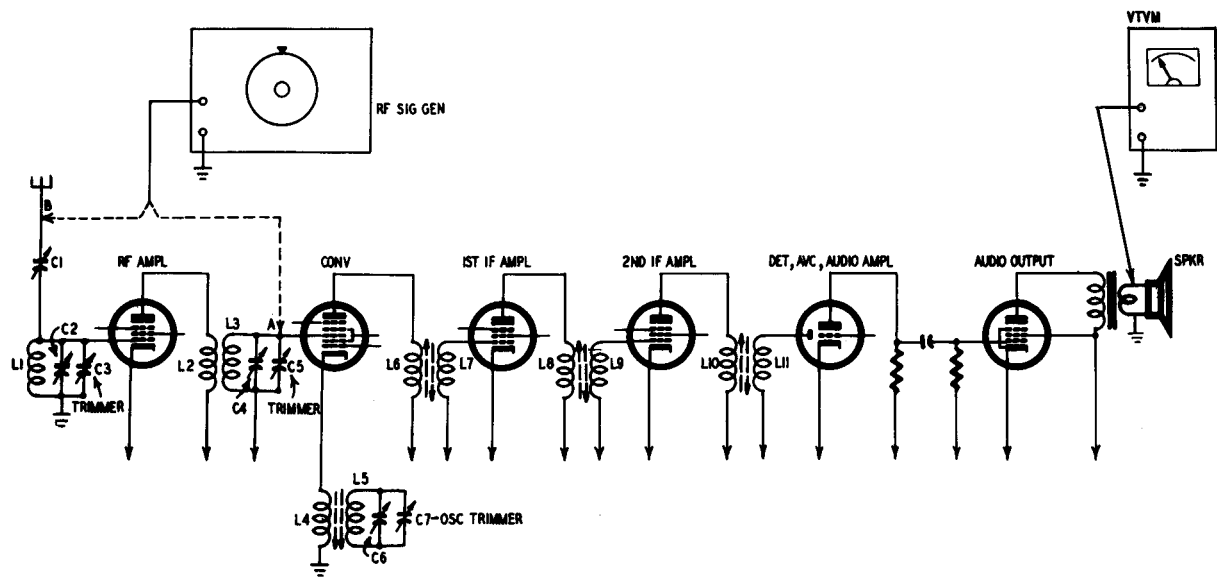 VTVM
RF SIG GEN
B
C1
RF AMPL
CONV
1ST IF AMPL
2ND IF AMPL
DET, AVC, AUDIO AMPL
AUDIO OUTPUT
SPKR
A
L3
C2
L1
C3
L2
C5
L6
L7
L8
L9
L10
L11
TRIMMER
C4
TRIMMER
L5
L4
C7-OSC TRIMMER
C6